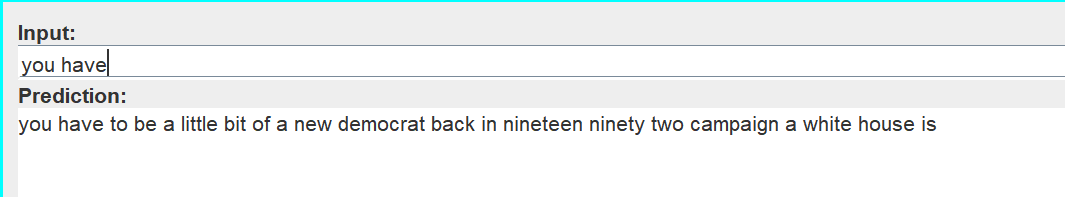 Input:
you have
Prediction:
you have to be a little bit of a new democrat back in nineteen ninety two campaign a white house is